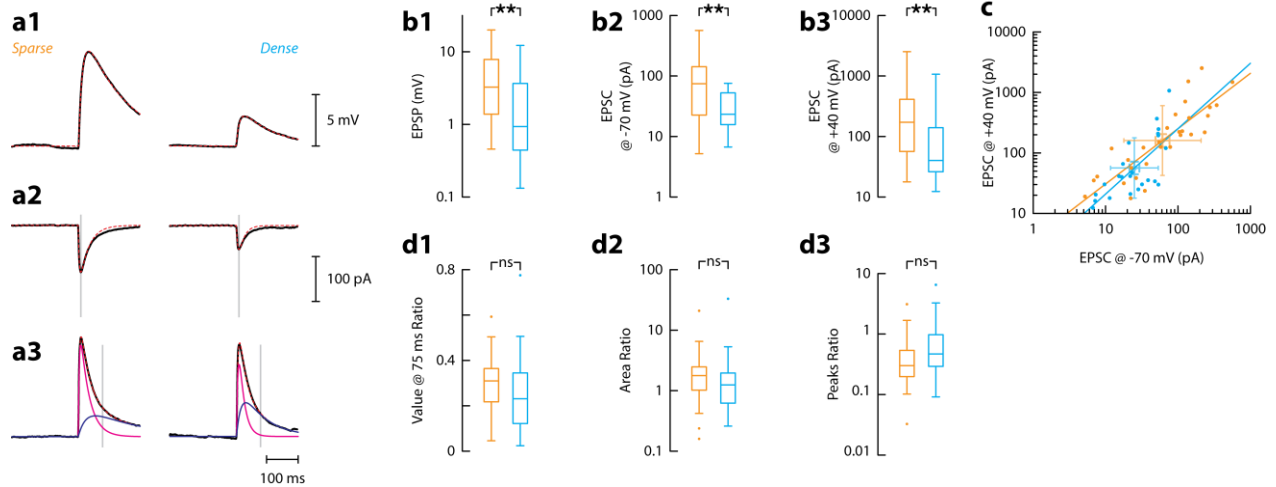 a1
Sparse
Dense
5 mV
a2
100 pA
a3
100 ms
b1
**
EPSP (mV)
10
1
0.1
b2
**
EPSC
@ -70 mV (pA)
1000
100
10
1
b3
**
EPSC
@ +40 mV (pA)
10000
1000
100
10
c
EPSC @ +40 mV (pA)
10000
1000
100
10
1
10
100
1000
EPSC @ -70 mV (pA)
d1
ns
Value @ 75 ms Ratio
0.8
0.4
0
d2
ns
Area Ratio
100
10
1
0.1
d3
ns
Peaks Ratio
10
1
0.1
0.01